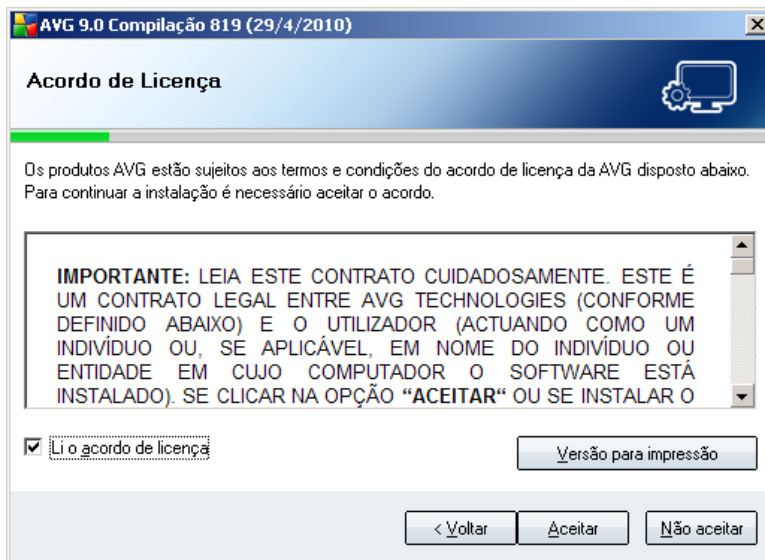 AVG 9.0 Compilação 819 (29/4/2010)
Acordo de Licença
Os produtos AVG estão sujeitos aos termos e condições do acordo de licença da AVG disposto abaixo.
Para continuar a instalação é necessário aceitar o acordo.
IMPORTANTE: LEIA ESTE CONTRATO CUIDADOSAMENTE. ESTE É
UM CONTRATO LEGAL ENTRE AVG TECHNOLOGIES (CONFORME
DEFINIDO ABAIXO) E O UTILIZADOR (ACTUANDO COMO UM
INDIVÍDUO OU, SE APLICÁVEL, EM NOME DO INDIVÍDUO OU
ENTIDADE EM CUJO COMPUTADOR O SOFTWARE ESTÁ
INSTALADO). SE CLICAR NA OPÇÃO “ACEITAR“ OU SE INSTALAR O
Li o acordo de licença
Versão para impressão
< Voltar
Aceitar
Não aceitar